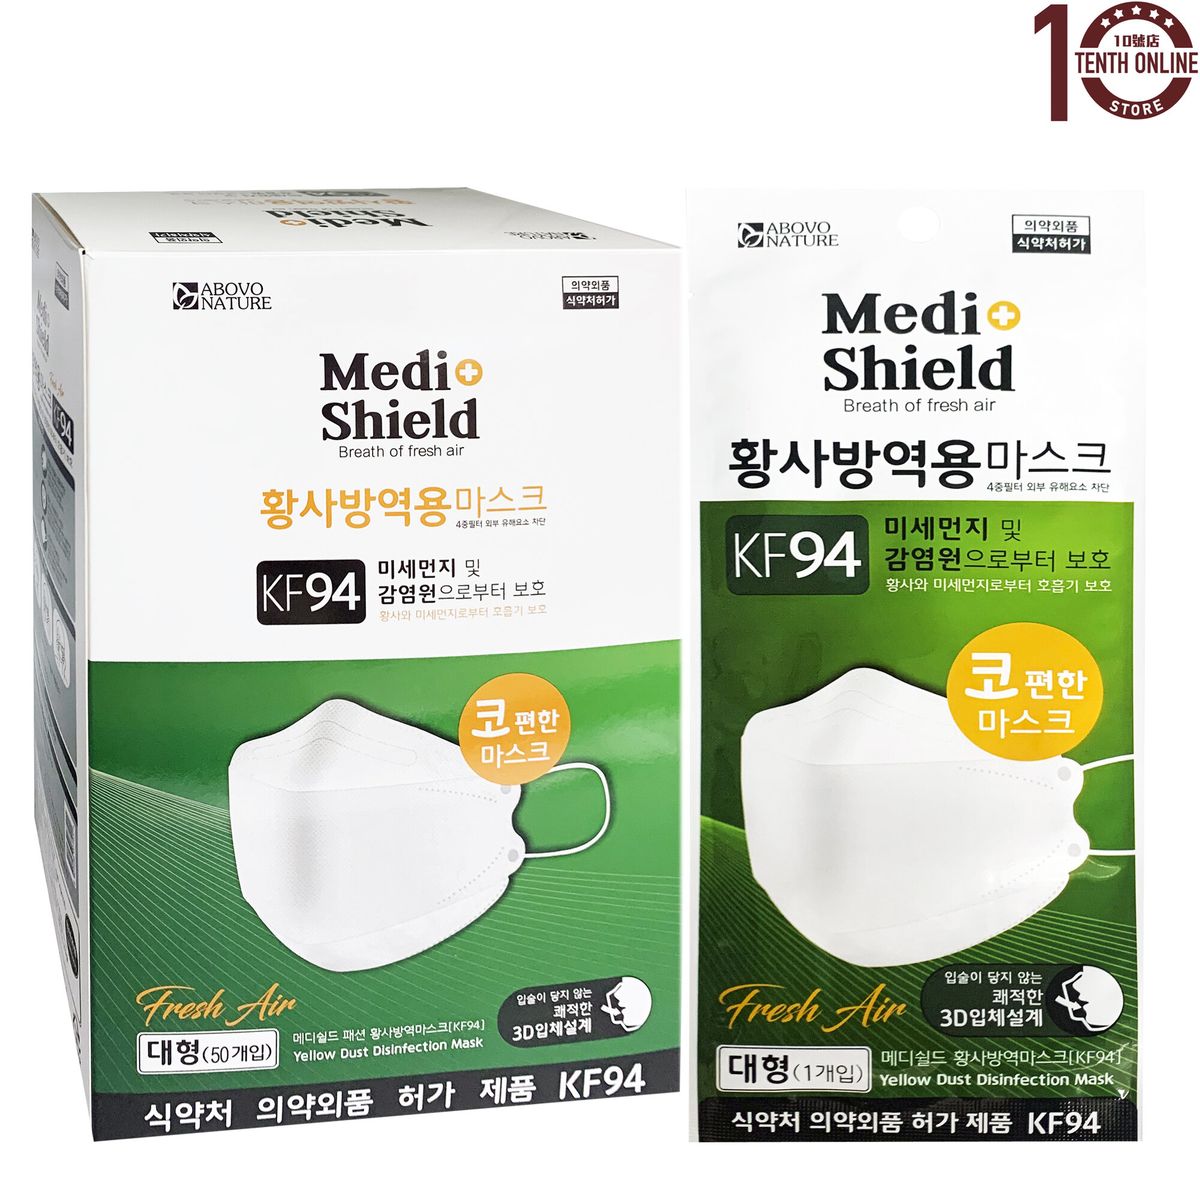 10
10號店
TENTH ONLINE
STORE
Medi
Shield
ABOVO
NATURE
의약외품
식약처허가
Medi
Shield
Breath of fresh air
황사방역용마스크
4중필터 외부 유해요소 차단
KF94
미세먼지 및
감염원으로부터 보호
황사와 미세먼지로부터 호흡기 보호
코 편한
마스크
Fresh Air
입술이 닿지 않는
쾌적한
3D입체설계
대형(50개입)
메디쉴드 패션 황사방역마스크[KF94]
Yellow Dust Disinfection Mask
식약처 의약외품 허가 제품 KF94
Medi
Fresh Air
KF94
ABOVO
NATURE
의약외품
식약처허가
Medi
Shield
Breath of fresh air
황사방역용마스크
4중필터 외부 유해요소 차단
KF94
미세먼지 및
감염원으로부터 보호
황사와 미세먼지로부터 호흡기 보호
코 편한
마스크
Fresh Air
입술이 닿지 않는
쾌적한
3D입체설계
대형(1개입)
메디쉴드 황사방역마스크[KF94]
Yellow Dust Disinfection Mask
식약처 의약외품 허가 제품 KF94